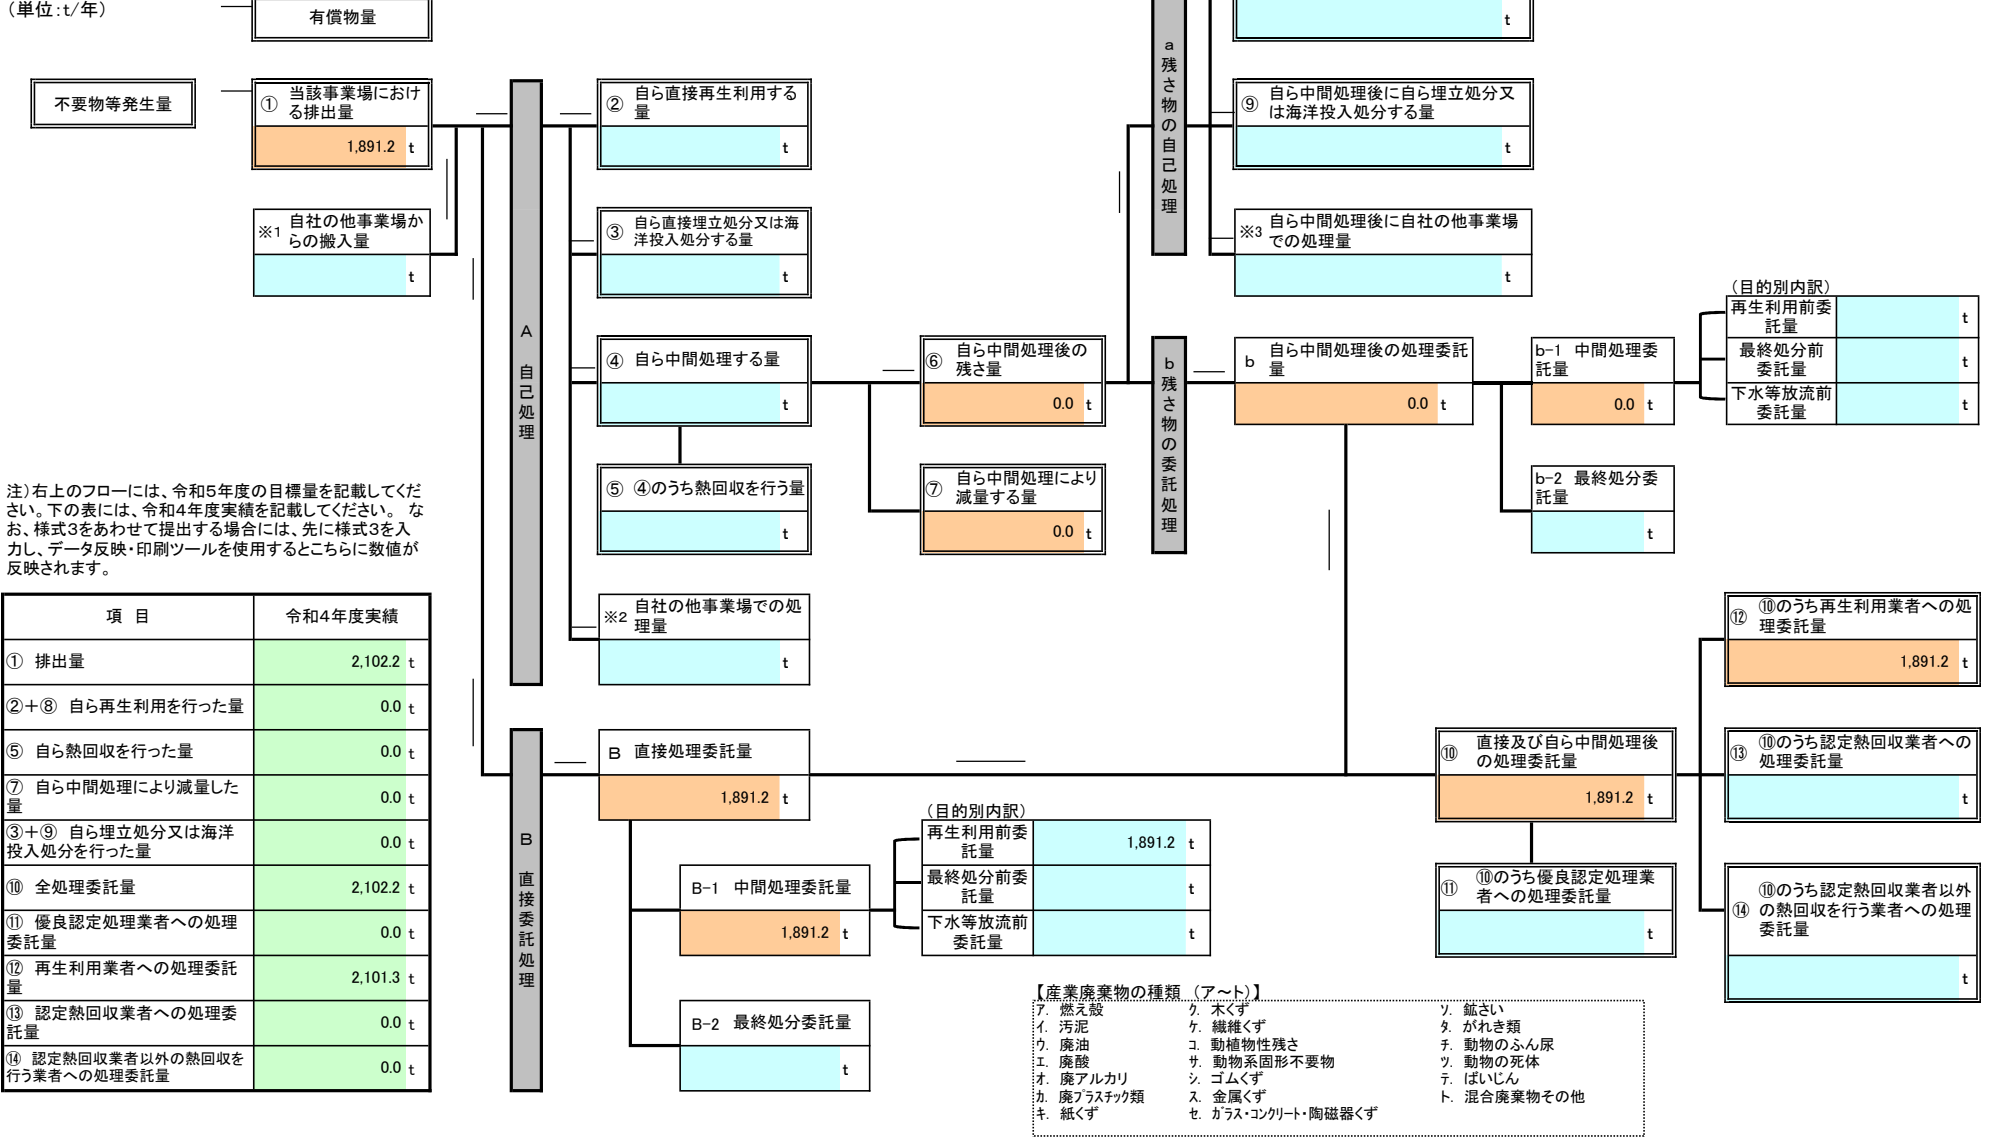 （単位:t/年）
有償物量
t
不要物等発生量
① 当該事業場におけ
る排出量
1,891.2 t
※1 自社の他事業場か
らの搬入量
t
A 自己処理
② 自ら直接再生利用する
量
t
③ 自ら直接埋立処分又は海
洋投入処分する量
t
④ 自ら中間処理する量
t
⑤ ④のうち熱回収を行う量
t
※2 自社の他事業場での処
理量
t
⑥ 自ら中間処理後の
残さ量
0.0 t
⑦ 自ら中間処理により
減量する量
0.0 t
a残さ物の自己処理
⑨ 自ら中間処理後に自ら埋立処分又
は海洋投入処分する量
t
※3 自ら中間処理後に自社の他事業場
での処理量
t
b残さ物の委託処理
b 自ら中間処理後の処理委託
量
0.0 t
b-1 中間処理委
託量
0.0 t
（目的別内訳）
再生利用前委
託量
t
最終処分前
委託量
t
下水等放流前
委託量
t
b-2 最終処分委
託量
t
注）右上のフローには、令和5年度の目標量を記載してくだ
さい。下の表には、令和4年度実績を記載してください。 な
お、様式3をあわせて提出する場合には、先に様式3を入
力し、データ反映・印刷ツールを使用するとこちらに数値が
反映されます。
項 目 令和4年度実績
① 排出量 2,102.2 t
②＋⑧ 自ら再生利用を行った量 0.0 t
⑤ 自ら熱回収を行った量 0.0 t
⑦ 自ら中間処理により減量した
量 0.0 t
③＋⑨ 自ら埋立処分又は海洋
投入処分を行った量 0.0 t
⑩ 全処理委託量 2,102.2 t
⑪ 優良認定処理業者への処理
委託量 0.0 t
⑫ 再生利用業者への処理委託
量 2,101.3 t
⑬ 認定熱回収業者への処理委
託量 0.0 t
⑭ 認定熱回収業者以外の熱回収を
行う業者への処理委託量 0.0 t
B 直接委託処理
B 直接処理委託量
1,891.2 t
B-1 中間処理委託量
1,891.2 t
（目的別内訳）
再生利用前委
託量
1,891.2 t
最終処分前委
託量
t
下水等放流前
委託量
t
B-2 最終処分委託量
t
⑩ 直接及び自ら中間処理後
の処理委託量
1,891.2 t
⑪ ⑩のうち優良認定処理業
者への処理委託量
t
⑫ ⑩のうち再生利用業者への処
理委託量
1,891.2 t
⑬ ⑩のうち認定熱回収業者への
処理委託量
t
⑭ ⑩のうち認定熱回収業者以外
の熱回収を行う業者への処理
委託量
t
【産業廃棄物の種類 （ア～ト）】
ア. 燃え殻
イ. 汚泥
ウ. 廃油
エ. 廃酸
オ. 廃アルカリ
カ. 廃プラスチック類
キ. 紙くず
ク. 木くず
ケ. 繊維くず
コ. 動植物性残さ
サ. 動物系固形不要物
シ. ゴムくず
ス. 金属くず
セ. ガラス・コンクリート・陶磁器くず
ソ. 鉱さい
タ. がれき類
チ. 動物のふん尿
ツ. 動物の死体
テ. ばいじん
ト. 混合廃棄物その他